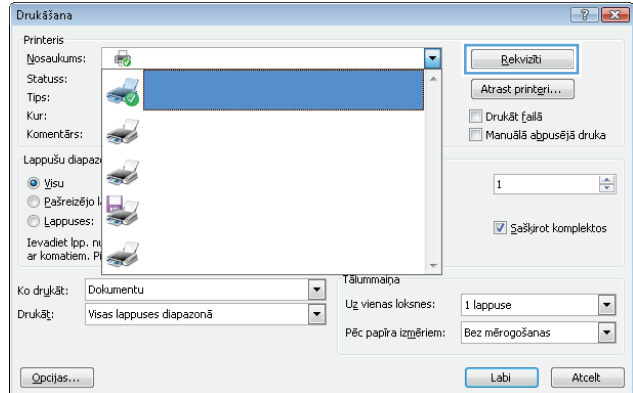 Drukāšana
Printeris
Nosaukums:
Rekvizīti
Statuss:
Tips:
Atrast printeri...
Kur:
Drukāt failā
Komentārs:
Manuālā abpusējā druka
Lappušu diapaz
Visu
1
Pašreizējo l
Lappuses:
Sašķirot komplektos
Ievadiet lpp. nu
ar komatiem. Pi
Tālummaiņa
Ko drukāt: Dokumentu
Uz vienas loksnes: 1 lappuse
Drukāt: Visas lappuses diapazonā
Pēc papīra izmēriem: Bez mērogošanas
Opcijas...
Labi
Atcelt